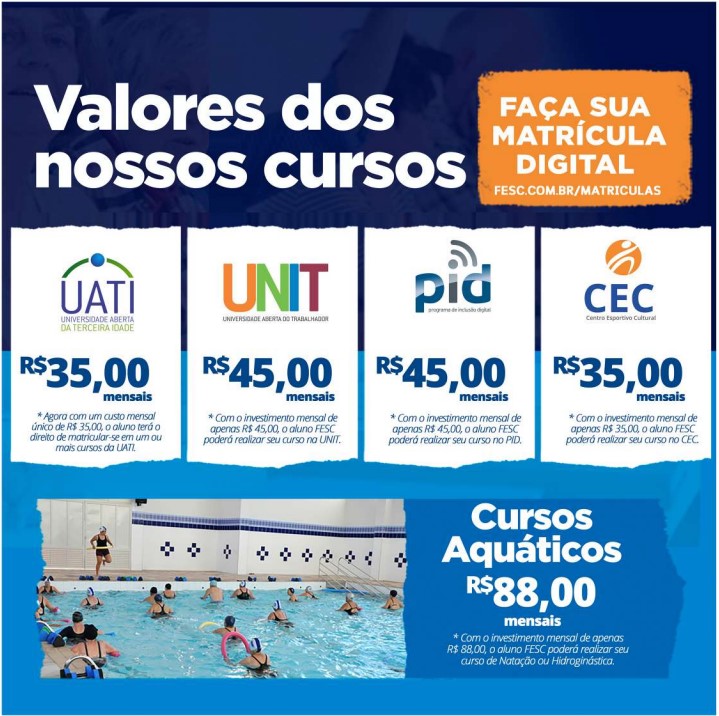 Valores dos
nossos cursos
FAÇA SUA
MATRÍCULA
DIGITAL
FESC.COM.BR/MATRICULAS
UATI
UNIVERSIDADE ABERTA
DA TERCEIRA IDADE
R$35,00
mensais
* Agora com um custo mensal
único de R$ 35,00, o aluno terá o
direito de matricular-se em um ou
mais cursos da UATI.
UNIT
UNIVERSIDADE ABERTA DO TRABALHADOR
R$45,00
mensais
* Com o investimento mensal de
apenas R$ 45,00, o aluno FESC
poderá realizar seu curso na UNIT.
pid
programa de inclusão digital
R$45,00
mensais
* Com o investimento mensal de
apenas R$ 45,00, o aluno FESC
poderá realizar seu curso no PID.
CEC
Centro Esportivo Cultural
R$35,00
mensais
* Com o investimento mensal de
apenas R$ 35,00, o aluno FESC
poderá realizar seu curso no CEC.
Cursos
Aquáticos
R$88,00
mensais
* Com o investimento mensal de apenas
R$ 88,00, o aluno FESC poderá realizar seu
curso de Natação ou Hidroginástica.